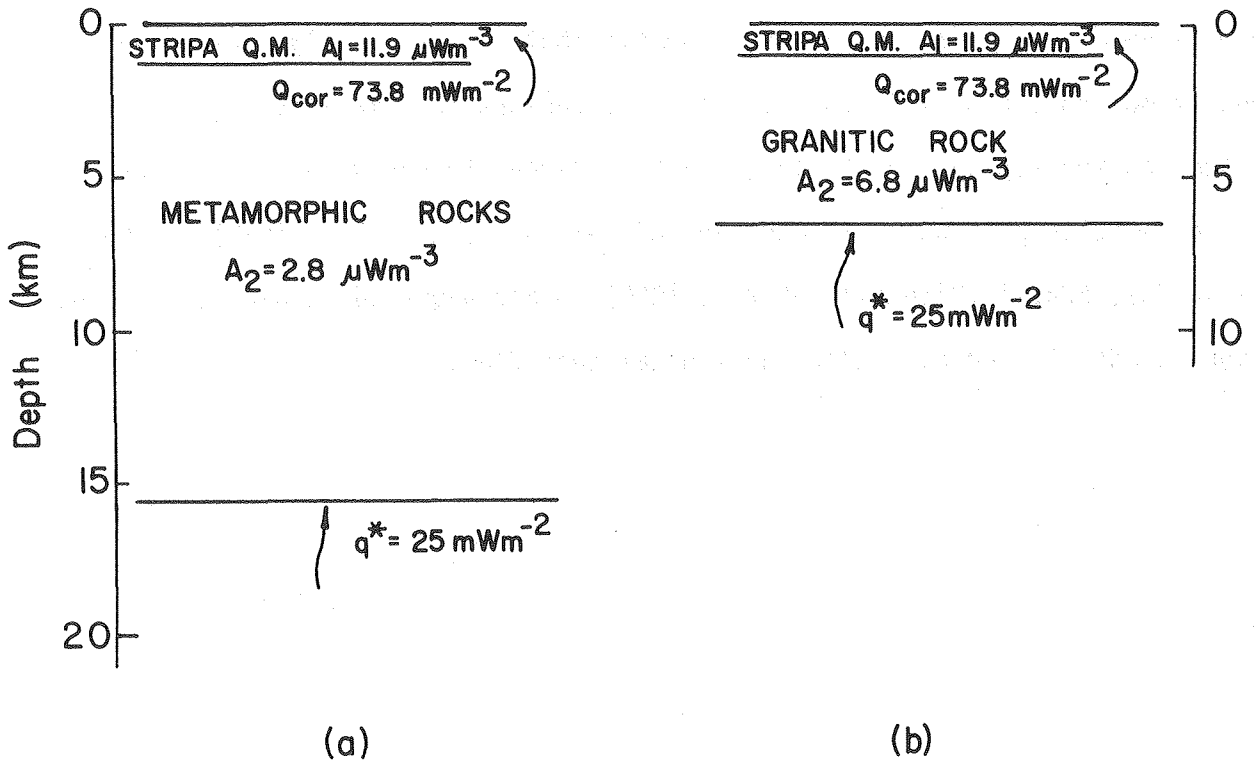 Depth (km)
0
5
10
15
20
STRIPA Q.M. A1=11.9 μWm-3
Qcor = 73.8 mWm-2
METAMORPHIC ROCKS
A2=2.8 μWm-3
q*= 25 mWm-2
(a)
STRIPA Q.M. A1=11.9 μWm-3
Qcor = 73.8 mWm-2
GRANITIC ROCK
A2=6.8 μWm-3
q*= 25 mWm-2
0
5
10
(b)